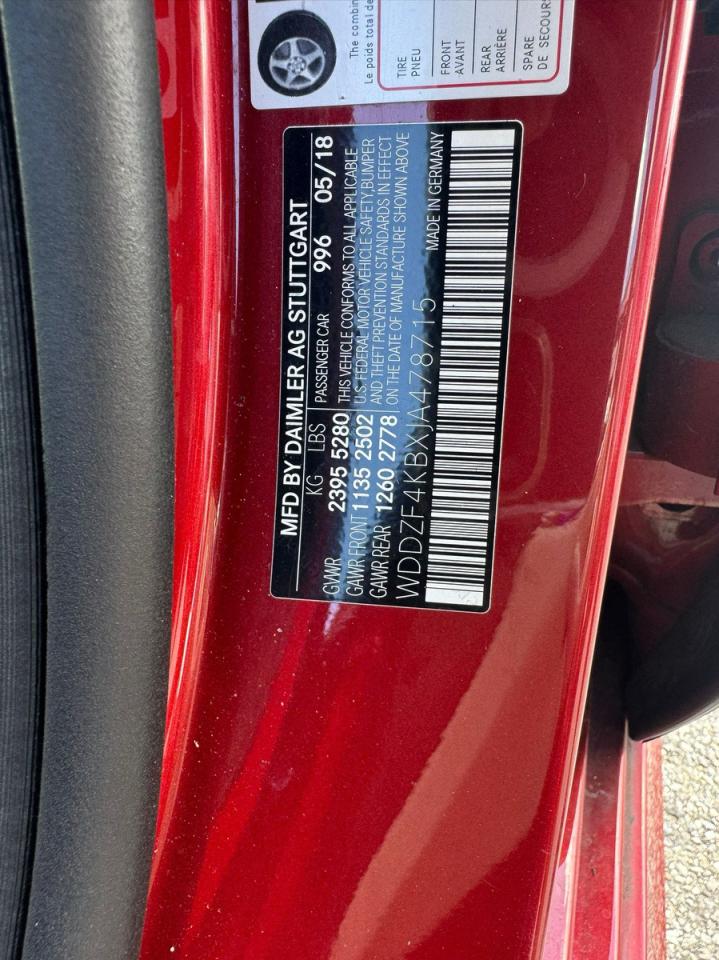 The combin
Le poids total de
TIRE
PNEU
FRONT
AVANT
REAR
ARRIÈRE
SPARE
DE SECOURS
MFD BY DAIMLER AG STUTTGART
KG LBS PASSENGER CAR 996 05/18
GVWR 2395 5280 THIS VEHICLE CONFORMS TO ALL APPLICABLE
GAWR FRONT 1135 2502 U.S. FEDERAL MOTOR VEHICLE SAFETY, BUMPER
GAWR REAR 1260 2778 AND THEFT PREVENTION STANDARDS IN EFFECT
ON THE DATE OF MANUFACTURE SHOWN ABOVE
WDDZF4KBXJA478715 MADE IN GERMANY